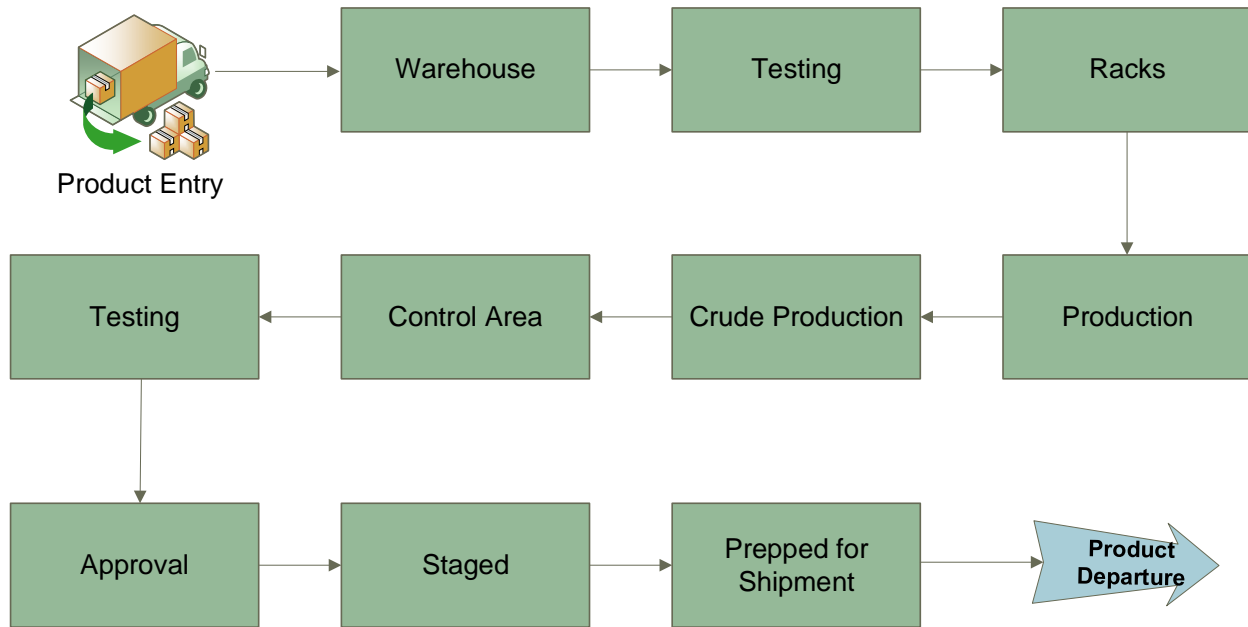 Warehouse
Testing
Racks
Product Entry
Testing
Control Area
Crude Production
Production
Approval
Staged
Prepped for
Shipment
Product
Departure